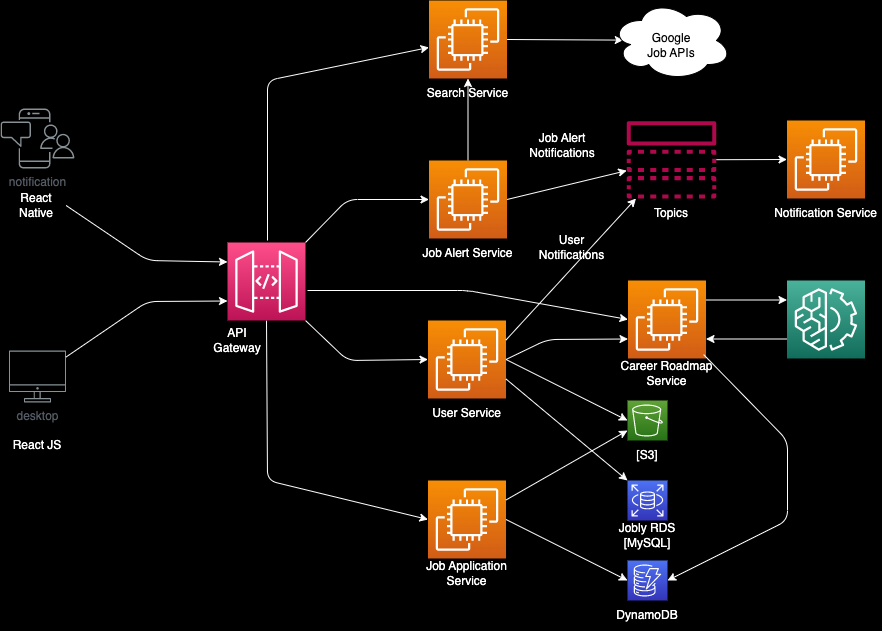 Google
Job APIs
Search Service
Job Alert
Notifications
notification
React
Native
Topics
Notification Service
Job Alert Service
User
Notifications
</>
API
Gateway
Career Roadmap
Service
User Service
desktop
React JS
[S3]
Jobly RDS
[MySQL]
Job Application
Service
DynamoDB